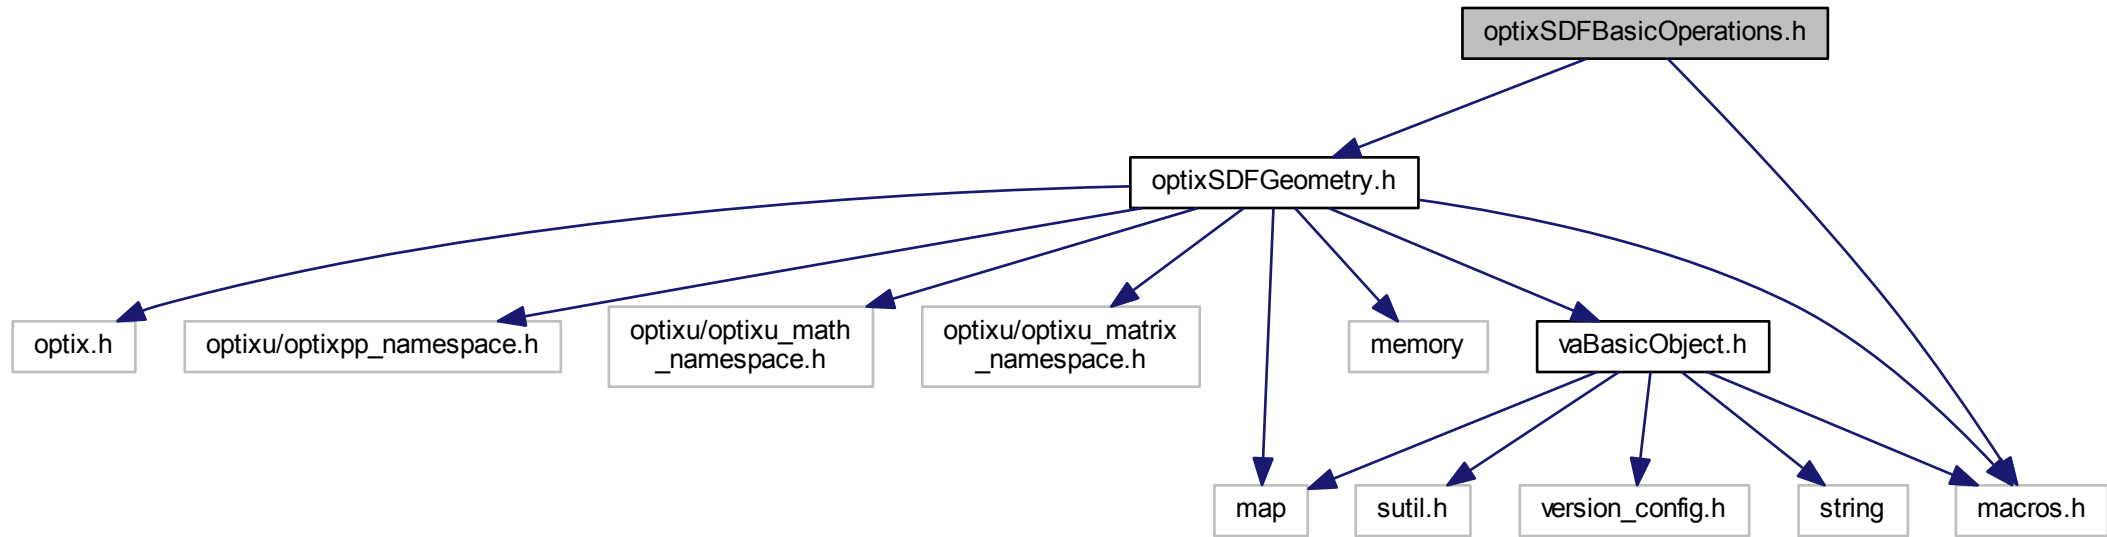 optixSDFBasicOperations.h
optixSDFGeometry.h
optix.h
optixu/optixpp_namespace.h
optixu/optixu_math
_namespace.h
optixu/optixu_matrix
_namespace.h
memory
vaBasicObject.h
map
sutil.h
version_config.h
string
macros.h